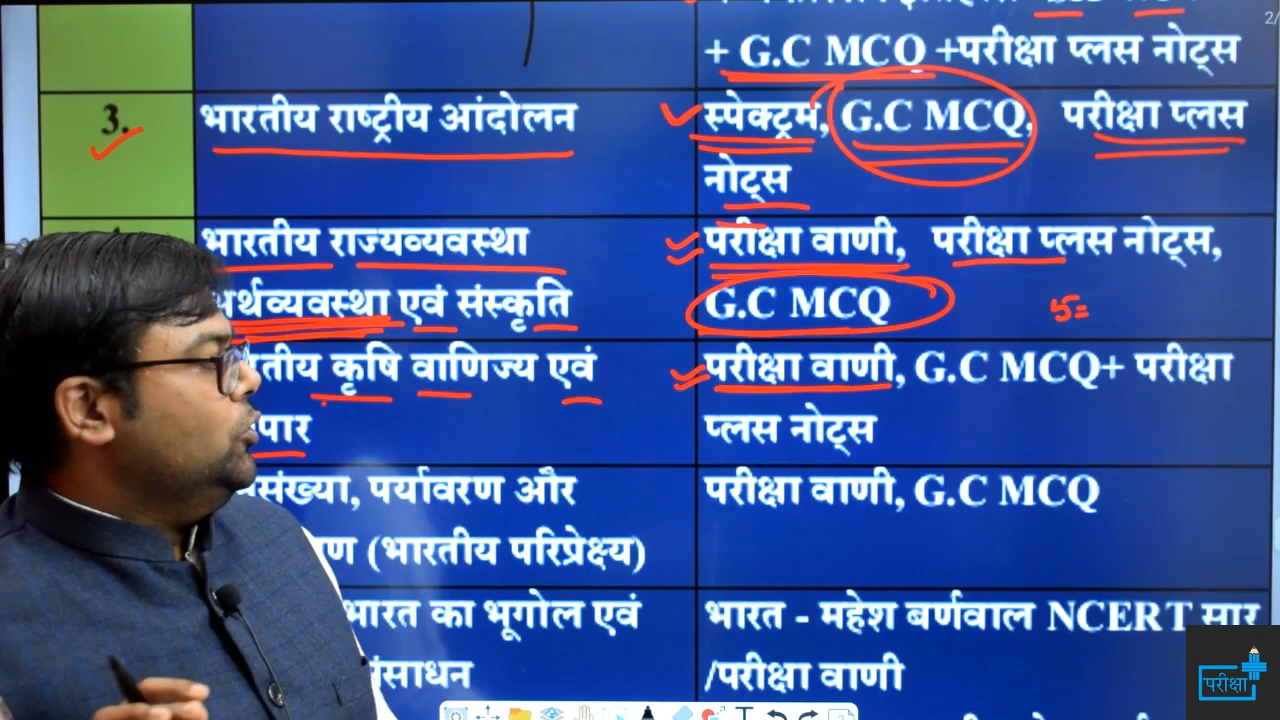 2/
+ G.C MCQ +परीक्षा प्लस नोट्स
3.
भारतीय राष्ट्रीय आंदोलन
स्पेक्ट्रम, G.C MCQ, परीक्षा प्लस
नोट्स
भारतीय राज्यव्यवस्था
अर्थव्यवस्था एवं संस्कृति
परीक्षा वाणी, परीक्षा प्लस नोट्स,
G.C MCQ
5=
कृषि वाणिज्य एवं
परीक्षा वाणी, G.C MCQ+ परीक्षा
प्लस नोट्स
पर्यावरण और
(भारतीय परिप्रेक्ष्य)
परीक्षा वाणी, G.C MCQ
भारत का भूगोल एवं
संसाधन
भारत - महेश बर्णवाल NCERT सार
/परीक्षा वाणी
परीक्षा